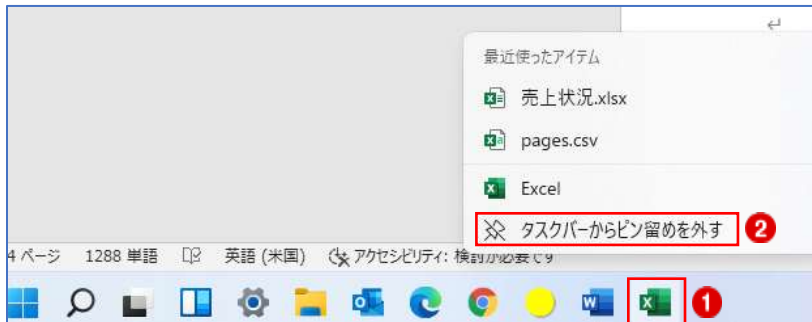 最近使ったアイテム
売上状況.xlsx
pages.csv
Excel
タスクバーからピン留めを外す 2
4 ページ 1288 単語 英語 (米国) アクセシビリティ: 検討が必要です
1